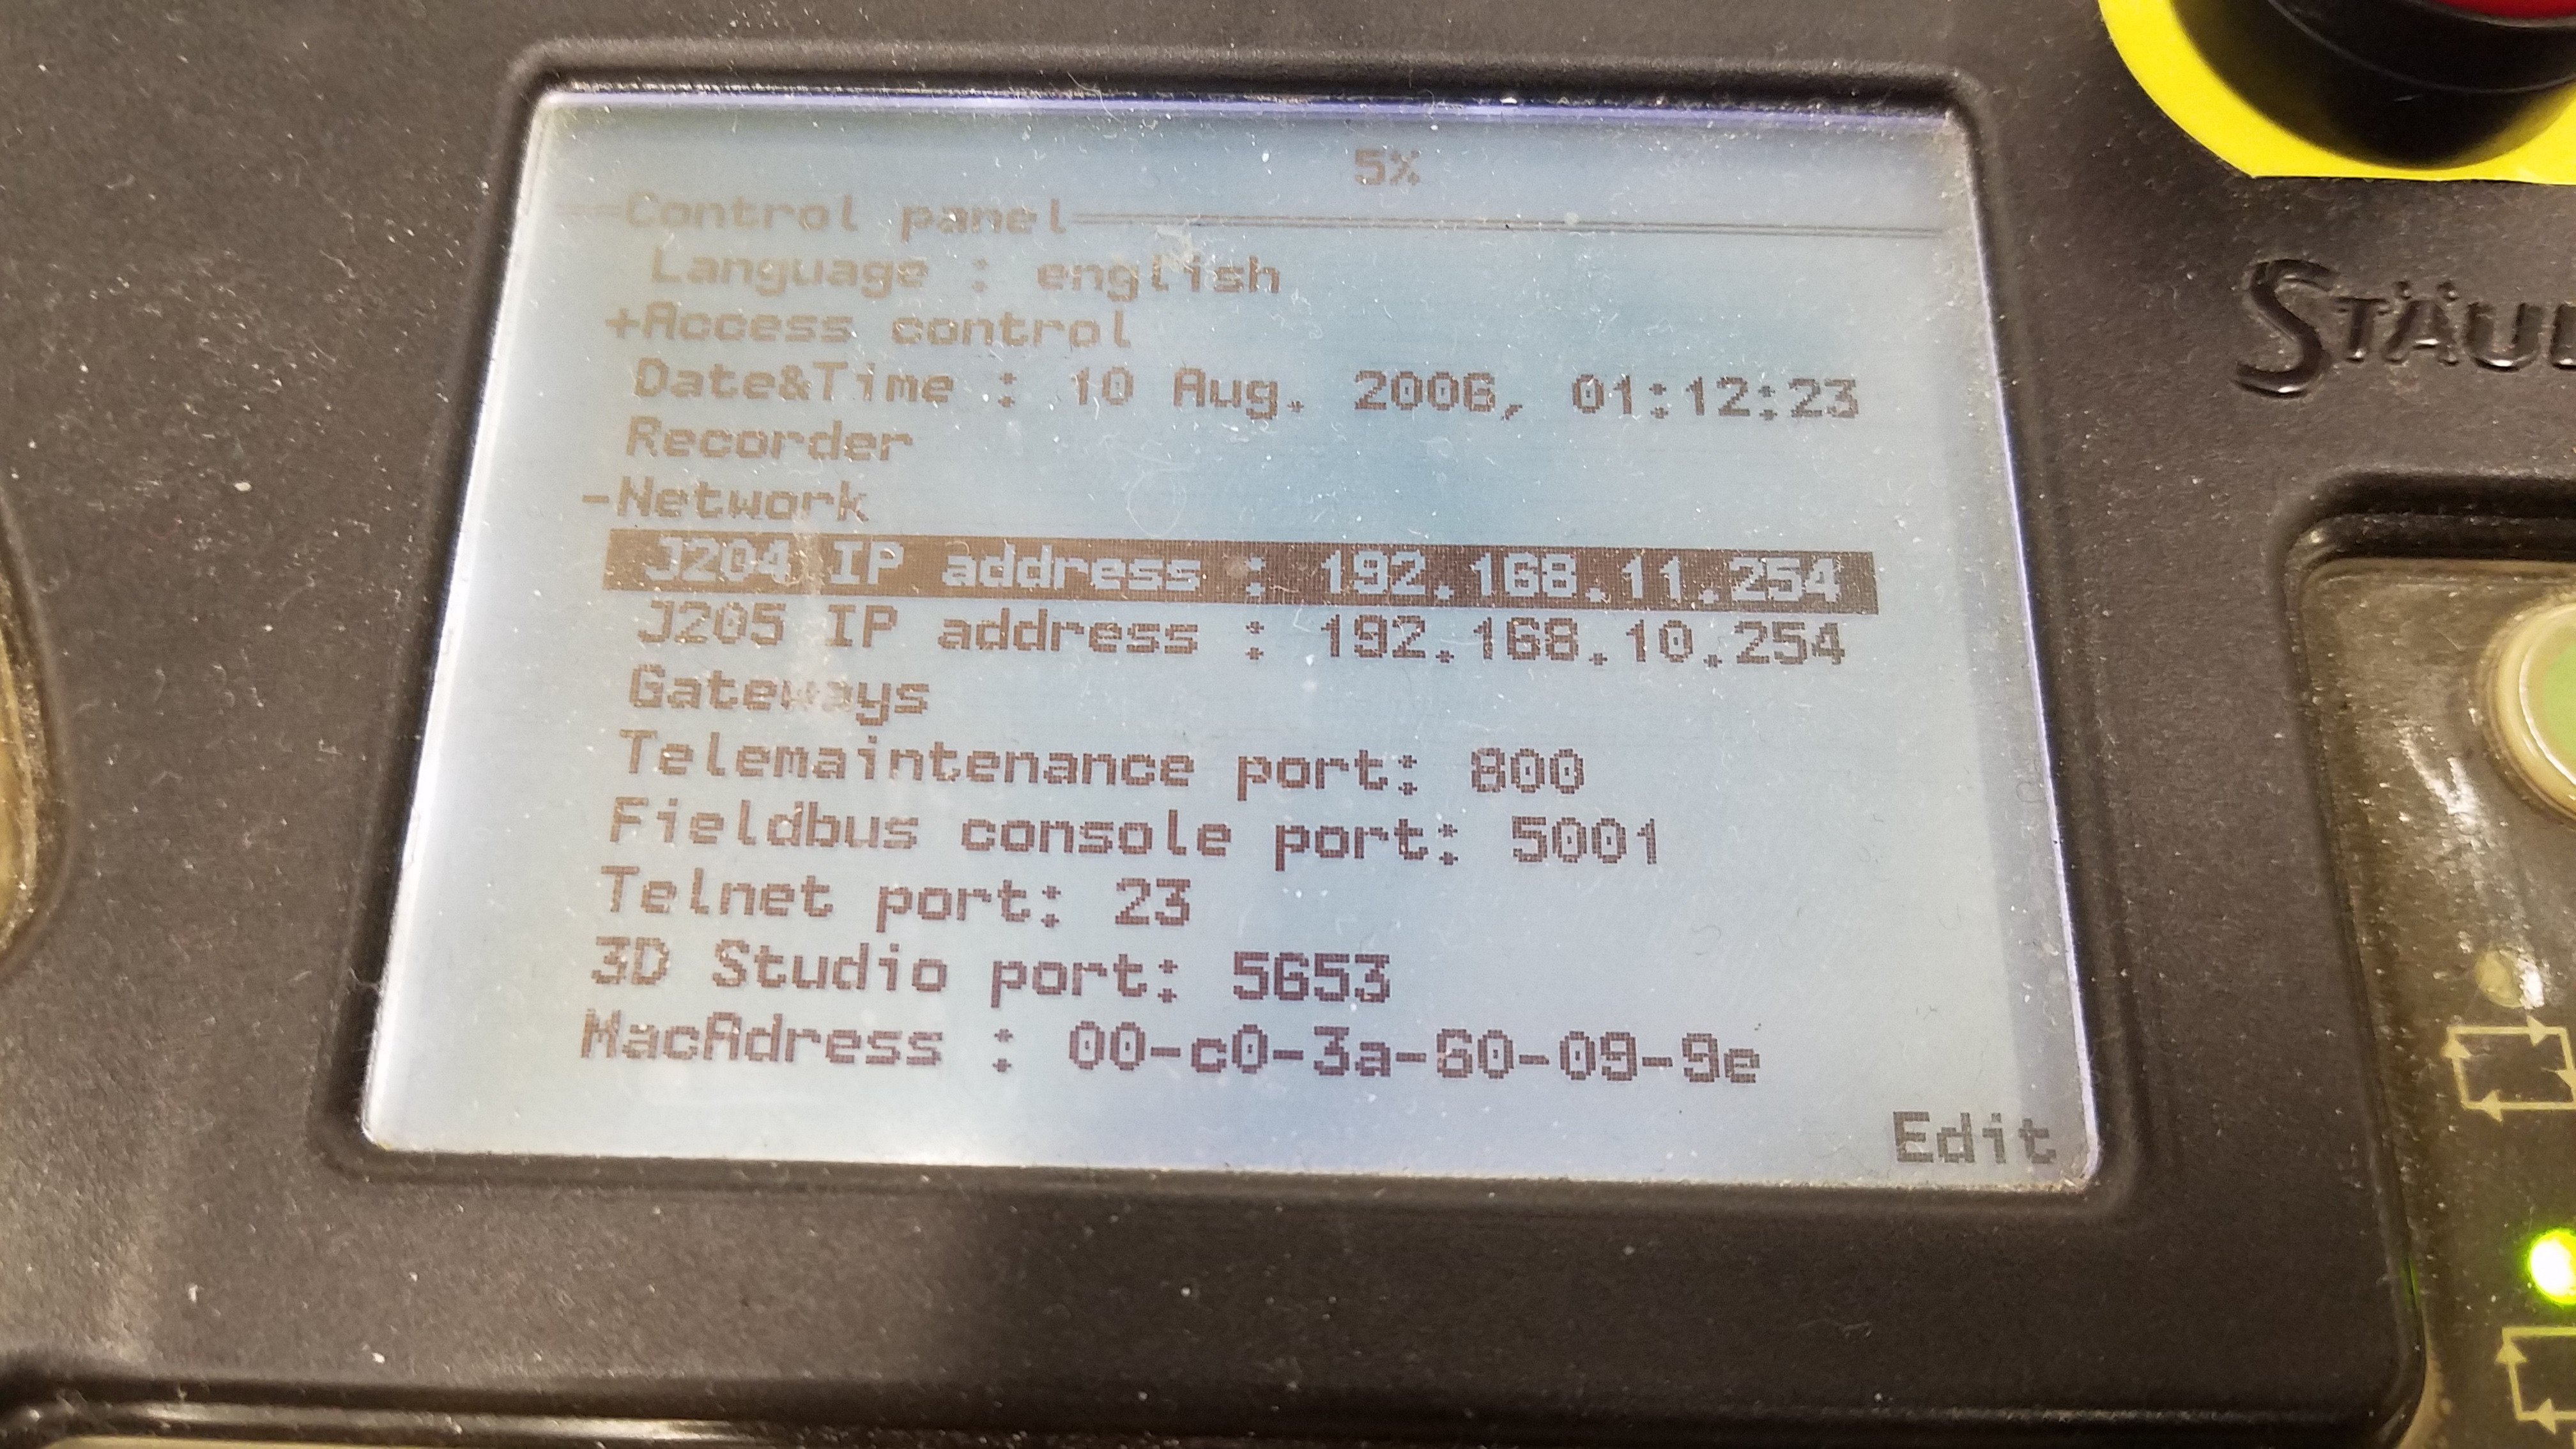 5%
Control panel
Language : english
+Access control
Date&Time : 10 Aug. 2006, 01:12:23
Recorder
-Network
J204 IP address : 192.168.11.254
J205 IP address : 192.168.10.254
Gateways
Telemaintenance port: 800
Fieldbus console port: 5001
Telnet port: 23
3D Studio port: 5653
MacAdress : 00-c0-3a-60-09-9e
Edit